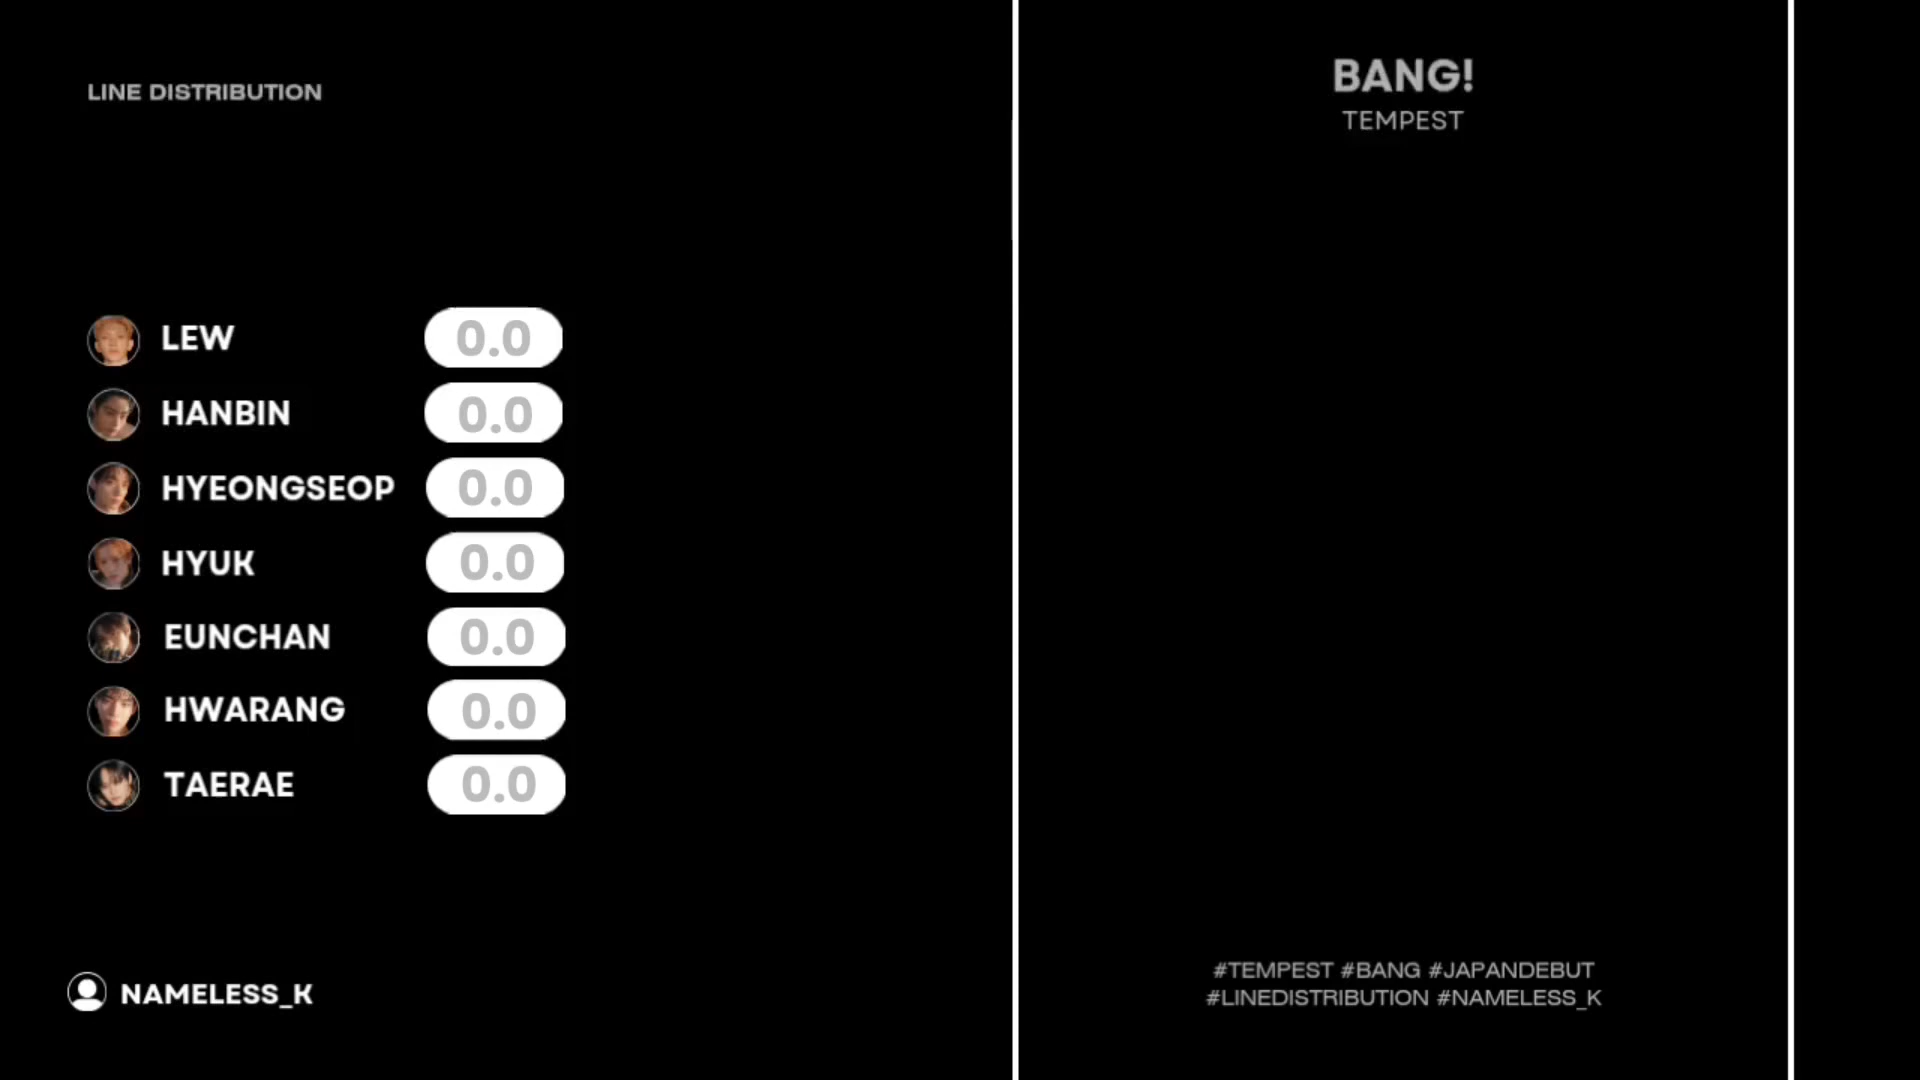 LINE DISTRIBUTION
LEW 0.0
HANBIN 0.0
HYEONGSEOP 0.0
HYUK 0.0
EUNCHAN 0.0
HWARANG 0.0
TAERAE 0.0
NAMELESS_K
BANG!
TEMPEST
#TEMPEST #BANG #JAPANDEBUT
#LINEDISTRIBUTION #NAMELESS_K